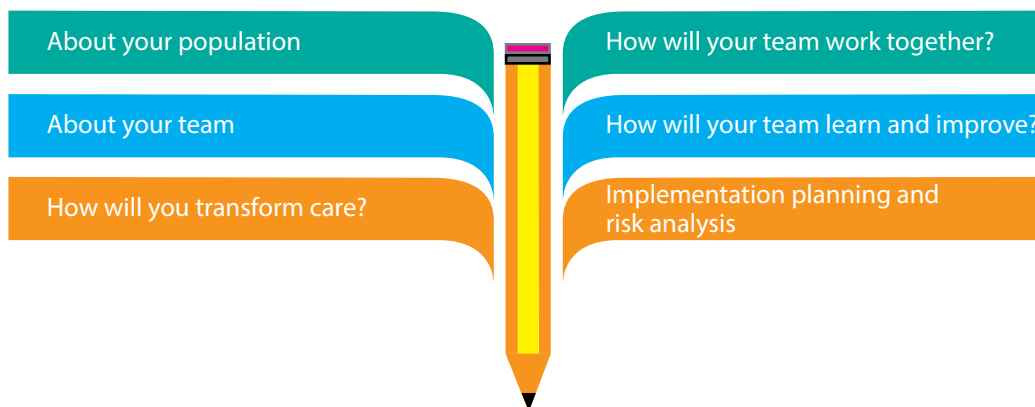 About your population
About your team
How will you transform care?
How will your team work together?
How will your team learn and improve?
Implementation planning and
risk analysis